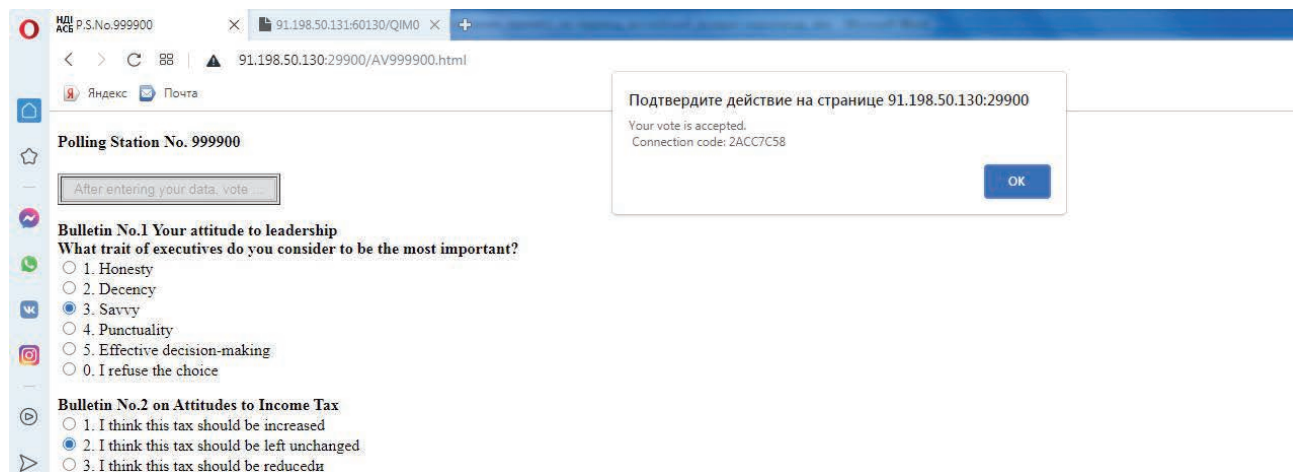 НДІ АСБ P.S.No.999900
91.198.50.131:60130/QIM0
91.198.50.130:29900/AV999900.html
Яндекс Почта
Подтвердите действие на странице 91.198.50.130:29900
Your vote is accepted.
Connection code: 2ACC7C58
OK
Polling Station No. 999900
After entering your data, vote ...
Bulletin No.1 Your attitude to leadership
What trait of executives do you consider to be the most important?
1. Honesty
2. Decency
3. Savvy
4. Punctuality
5. Effective decision-making
0. I refuse the choice
Bulletin No.2 on Attitudes to Income Tax
1. I think this tax should be increased
2. I think this tax should be left unchanged
3. I think this tax should be reducedи